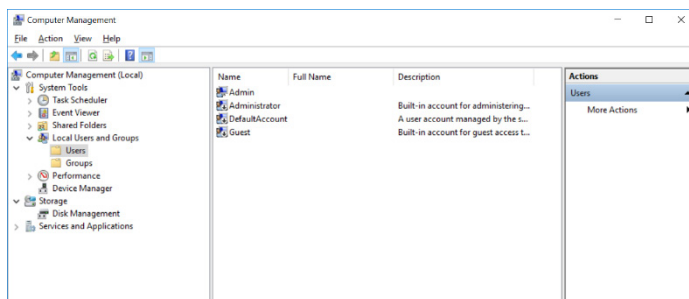 Computer Management
File Action View Help
Computer Management (Local)
System Tools
Task Scheduler
Event Viewer
Shared Folders
Local Users and Groups
Users
Groups
Performance
Device Manager
Storage
Disk Management
Services and Applications
Name Full Name Description
Admin
Administrator Built-in account for administering...
DefaultAccount A user account managed by the s...
Guest Built-in account for guest access t...
Actions
Users
More Actions